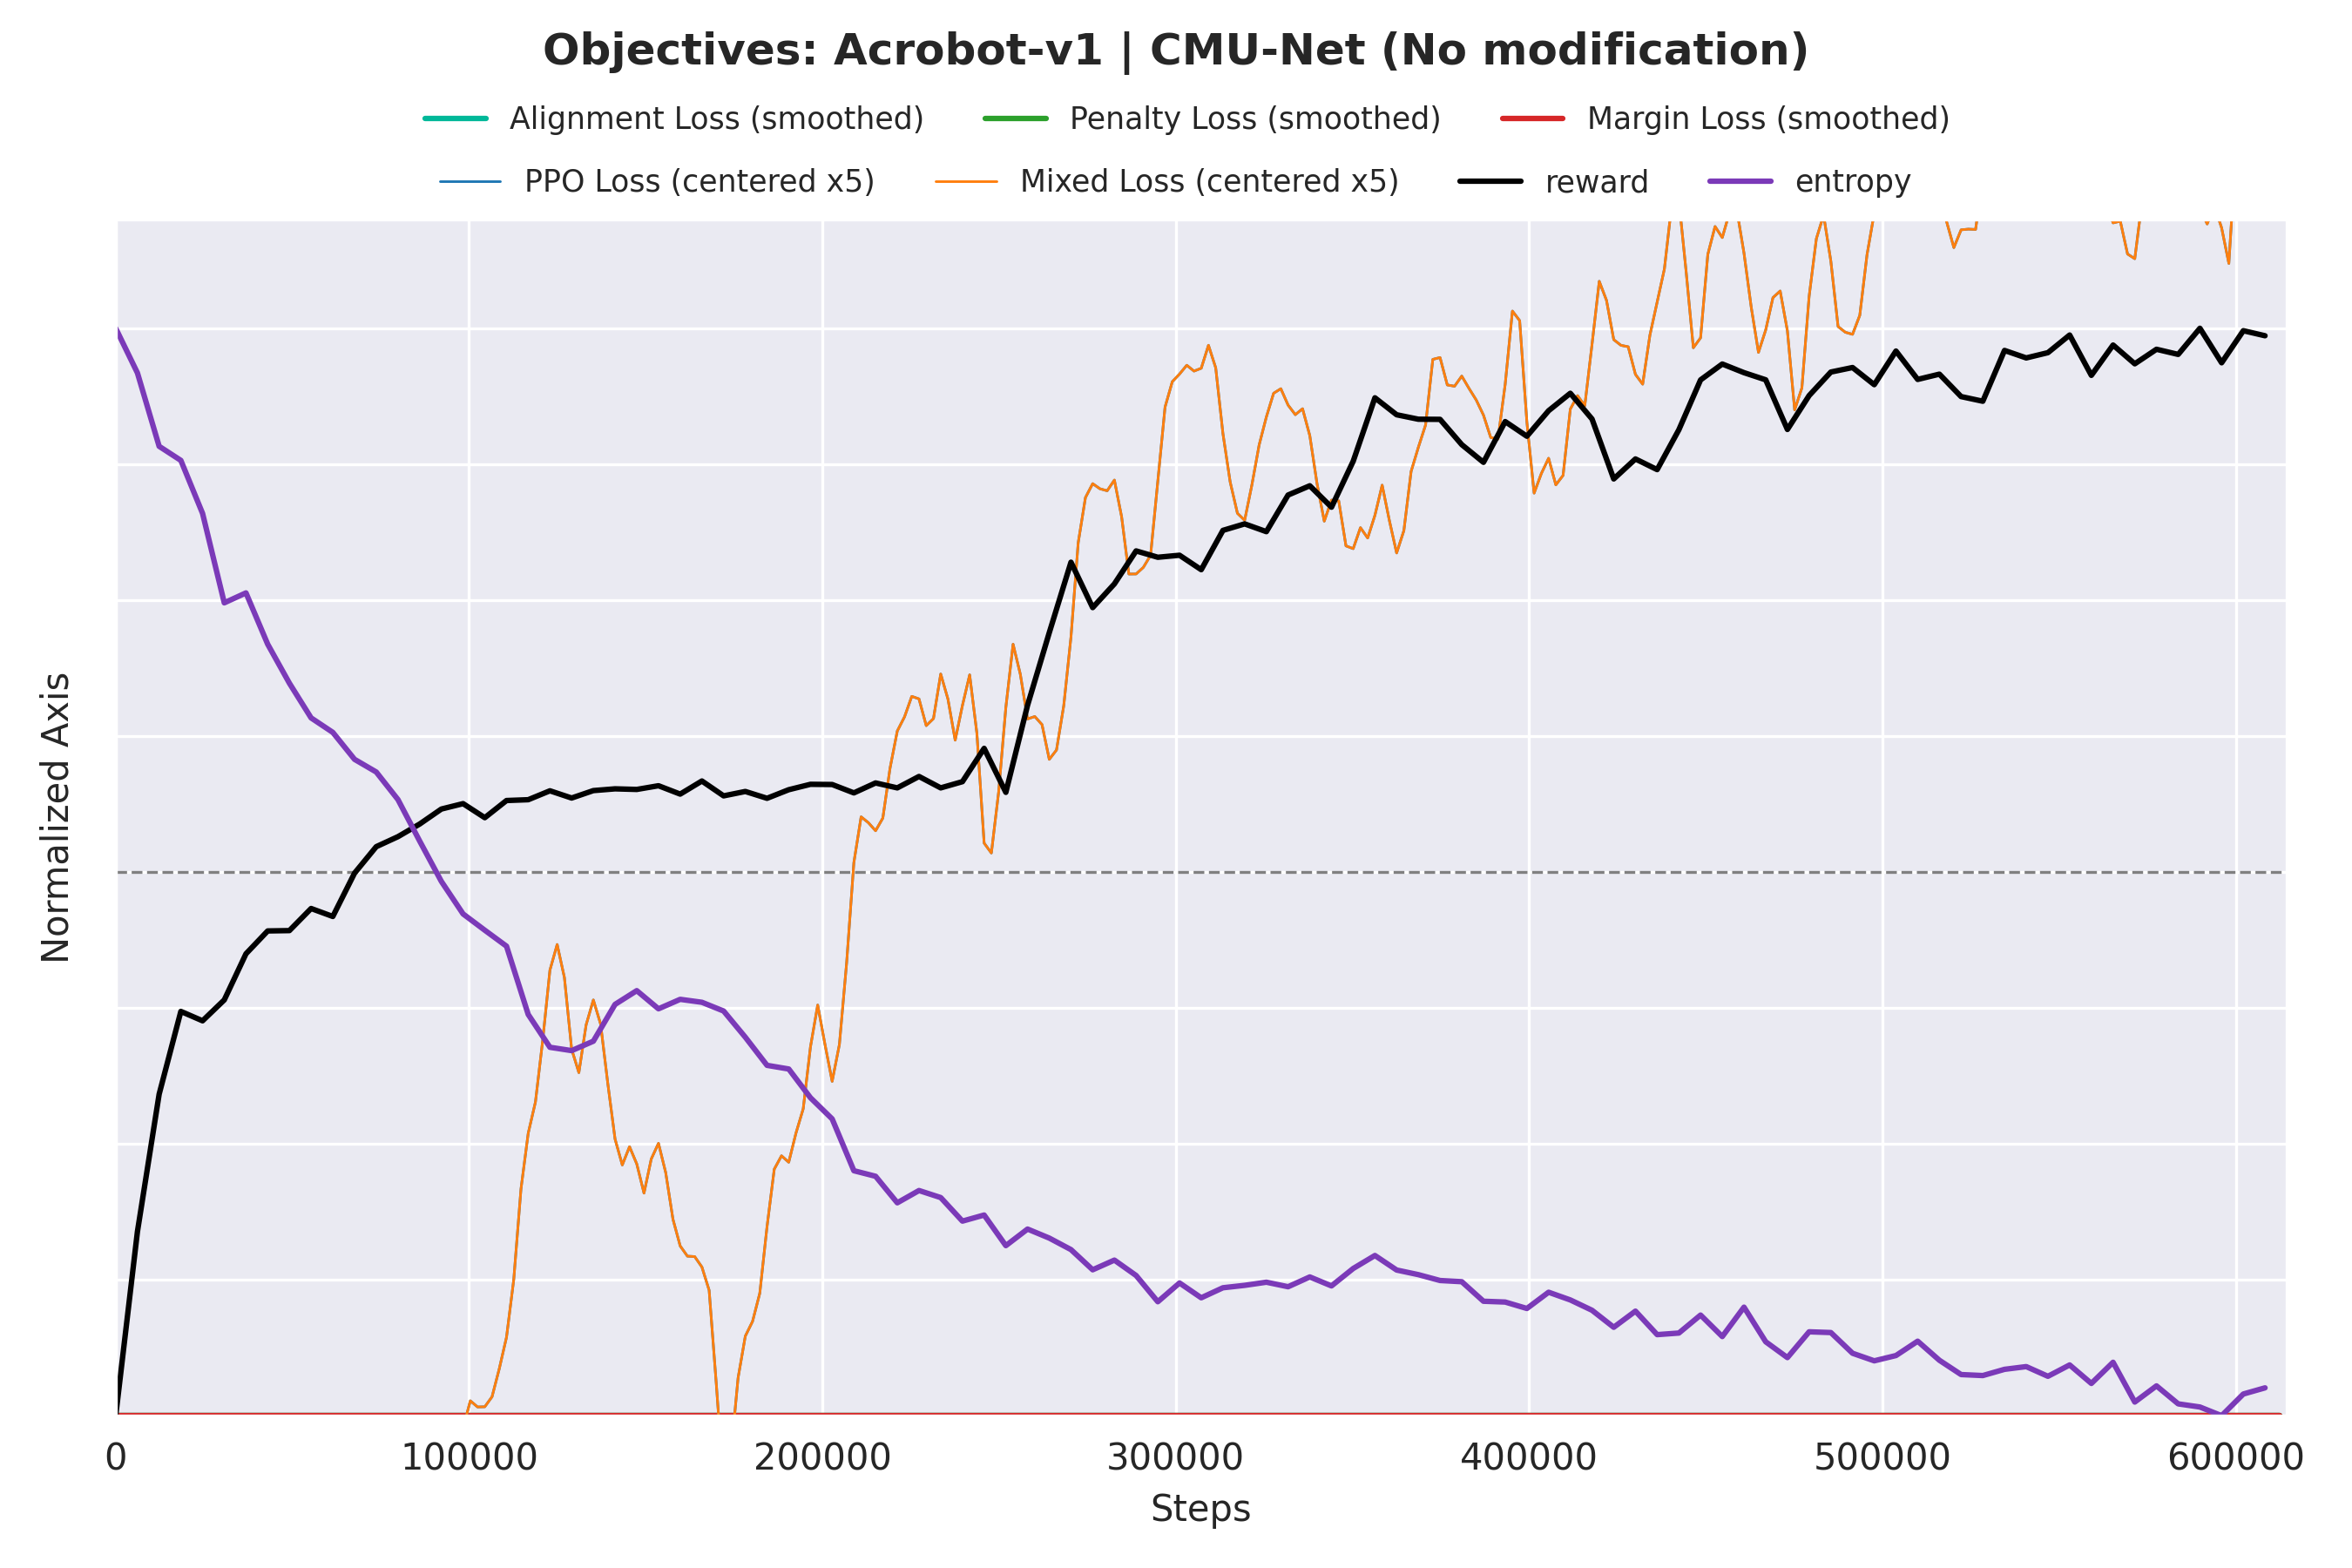 Objectives: Acrobot-v1 | CMU-Net (No modification)
Alignment Loss (smoothed) Penalty Loss (smoothed) Margin Loss (smoothed)
PPO Loss (centered x5) Mixed Loss (centered x5) reward entropy
Normalized Axis
0 100000 200000 300000 400000 500000 600000
Steps